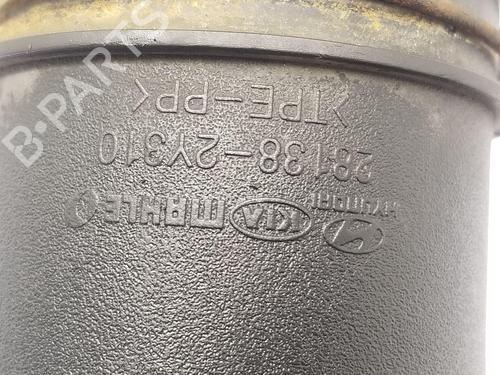 >TPE-PP<
28138-2Y310
HYUNDAI KIA MAHLE
B-PARTS